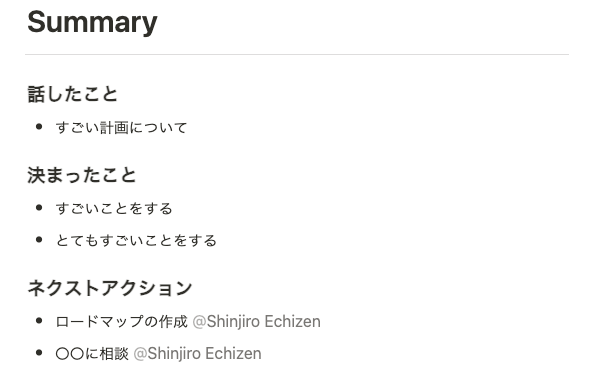 Summary
話したこと
• すごい計画について
決まったこと
• すごいことをする
• とてもすごいことをする
ネクストアクション
• ロードマップの作成 @Shinjiro Echizen
• 〇〇に相談 @Shinjiro Echizen